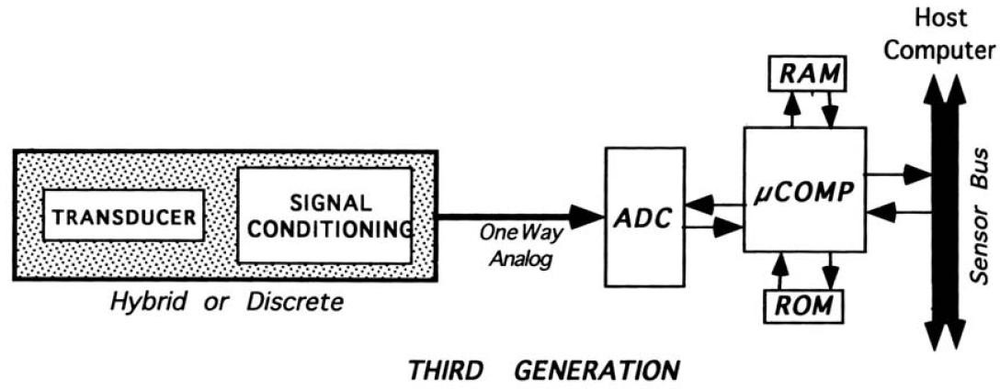 Host
Computer
RAM
TRANSDUCER
SIGNAL
CONDITIONING
One Way
Analog
ADC
μCOMP
Sensor Bus
Hybrid or Discrete
ROM
THIRD GENERATION